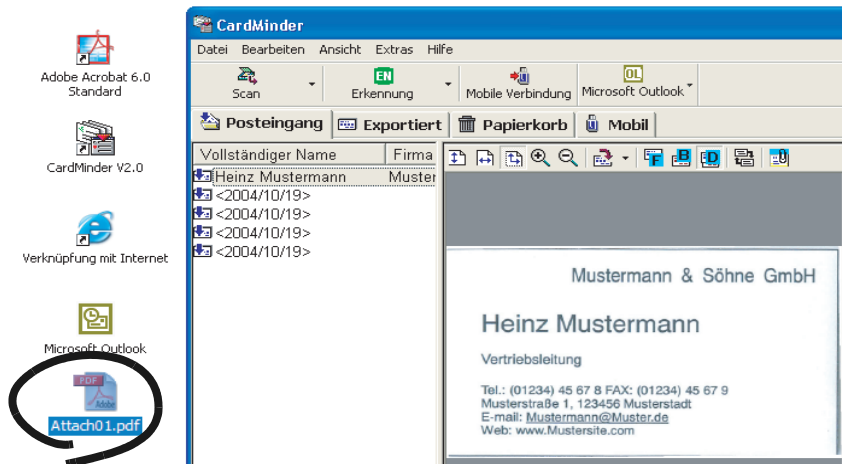 Adobe Acrobat 6.0
Standard
CardMinder V2.0
Verknüpfung mit Internet
Microsoft Outlook
PDF
Adobe
Attach01.pdf
CardMinder
Datei Bearbeiten Ansicht Extras Hilfe
EN OL
Scan Erkennung Mobile Verbindung Microsoft Outlook
Posteingang Exportiert Papierkorb Mobil
Vollständiger Name Firma
F B D
Heinz Mustermann Muster
<2004/10/19>
<2004/10/19>
<2004/10/19>
<2004/10/19>
Mustermann & Söhne GmbH
Heinz Mustermann
Vertriebsleitung
Tel.: (01234) 45 67 8 FAX: (01234) 45 67 9
Musterstraße 1, 123456 Musterstadt
E-mail: Mustermann@Muster.de
Web: www.Mustersite.com